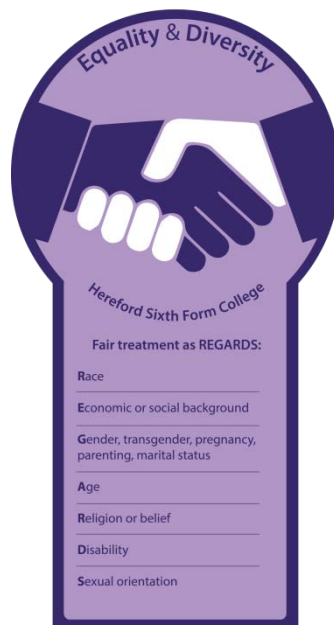 Equality & Diversity
Hereford Sixth Form College
Fair treatment as REGARDS:
Race
Economic or social background
Gender, transgender, pregnancy,
parenting, marital status
Age
Religion or belief
Disability
Sexual orientation